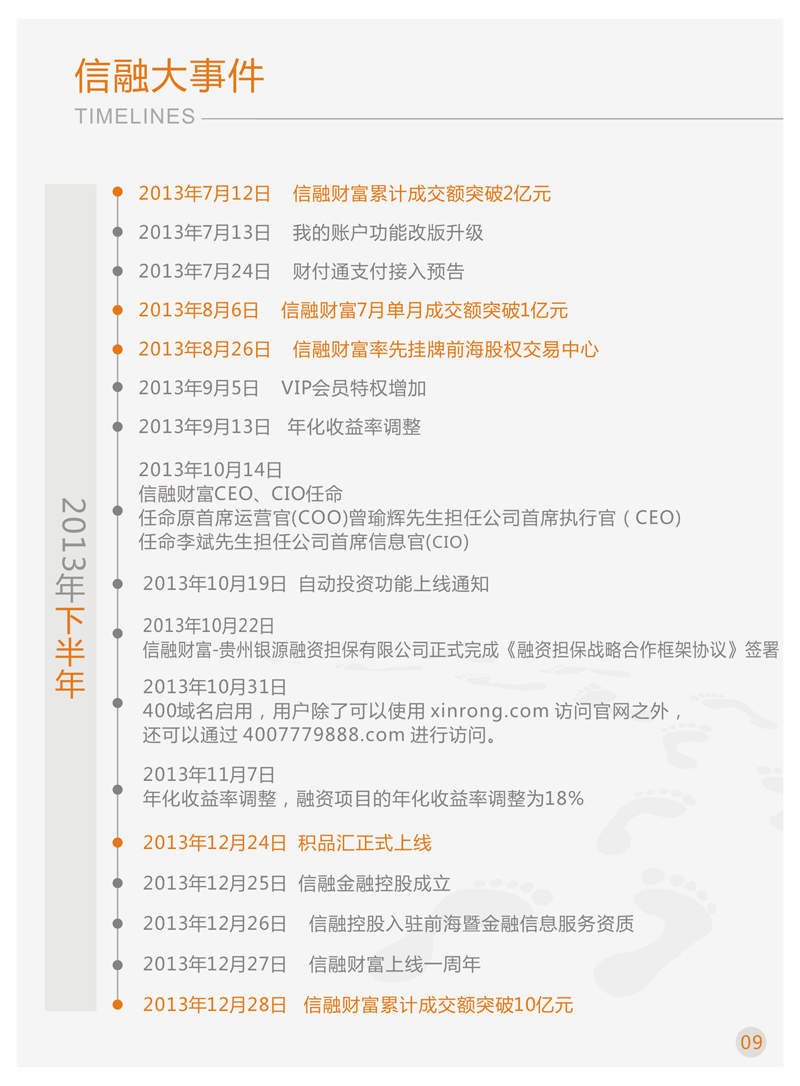 信融大事件
TIMELINES
2013年下半年
2013年7月12日 信融财富累计成交额突破2亿元
2013年7月13日 我的账户功能改版升级
2013年7月24日 财付通支付接入预告
2013年8月6日 信融财富7月单月成交额突破1亿元
2013年8月26日 信融财富率先挂牌前海股权交易中心
2013年9月5日 VIP会员特权增加
2013年9月13日 年化收益率调整
2013年10月14日
信融财富CEO、CIO任命
任命原首席运营官(COO)曾瑜辉先生担任公司首席执行官（CEO)
任命李斌先生担任公司首席信息官(CIO)
2013年10月19日 自动投资功能上线通知
2013年10月22日
信融财富-贵州银源融资担保有限公司正式完成《融资担保战略合作框架协议》签署
2013年10月31日
400域名启用，用户除了可以使用 xinrong.com 访问官网之外，
还可以通过 4007779888.com 进行访问。
2013年11月7日
年化收益率调整，融资项目的年化收益率调整为18%
2013年12月24日 积品汇正式上线
2013年12月25日 信融金融控股成立
2013年12月26日 信融控股入驻前海暨金融信息服务资质
2013年12月27日 信融财富上线一周年
2013年12月28日 信融财富累计成交额突破10亿元
09